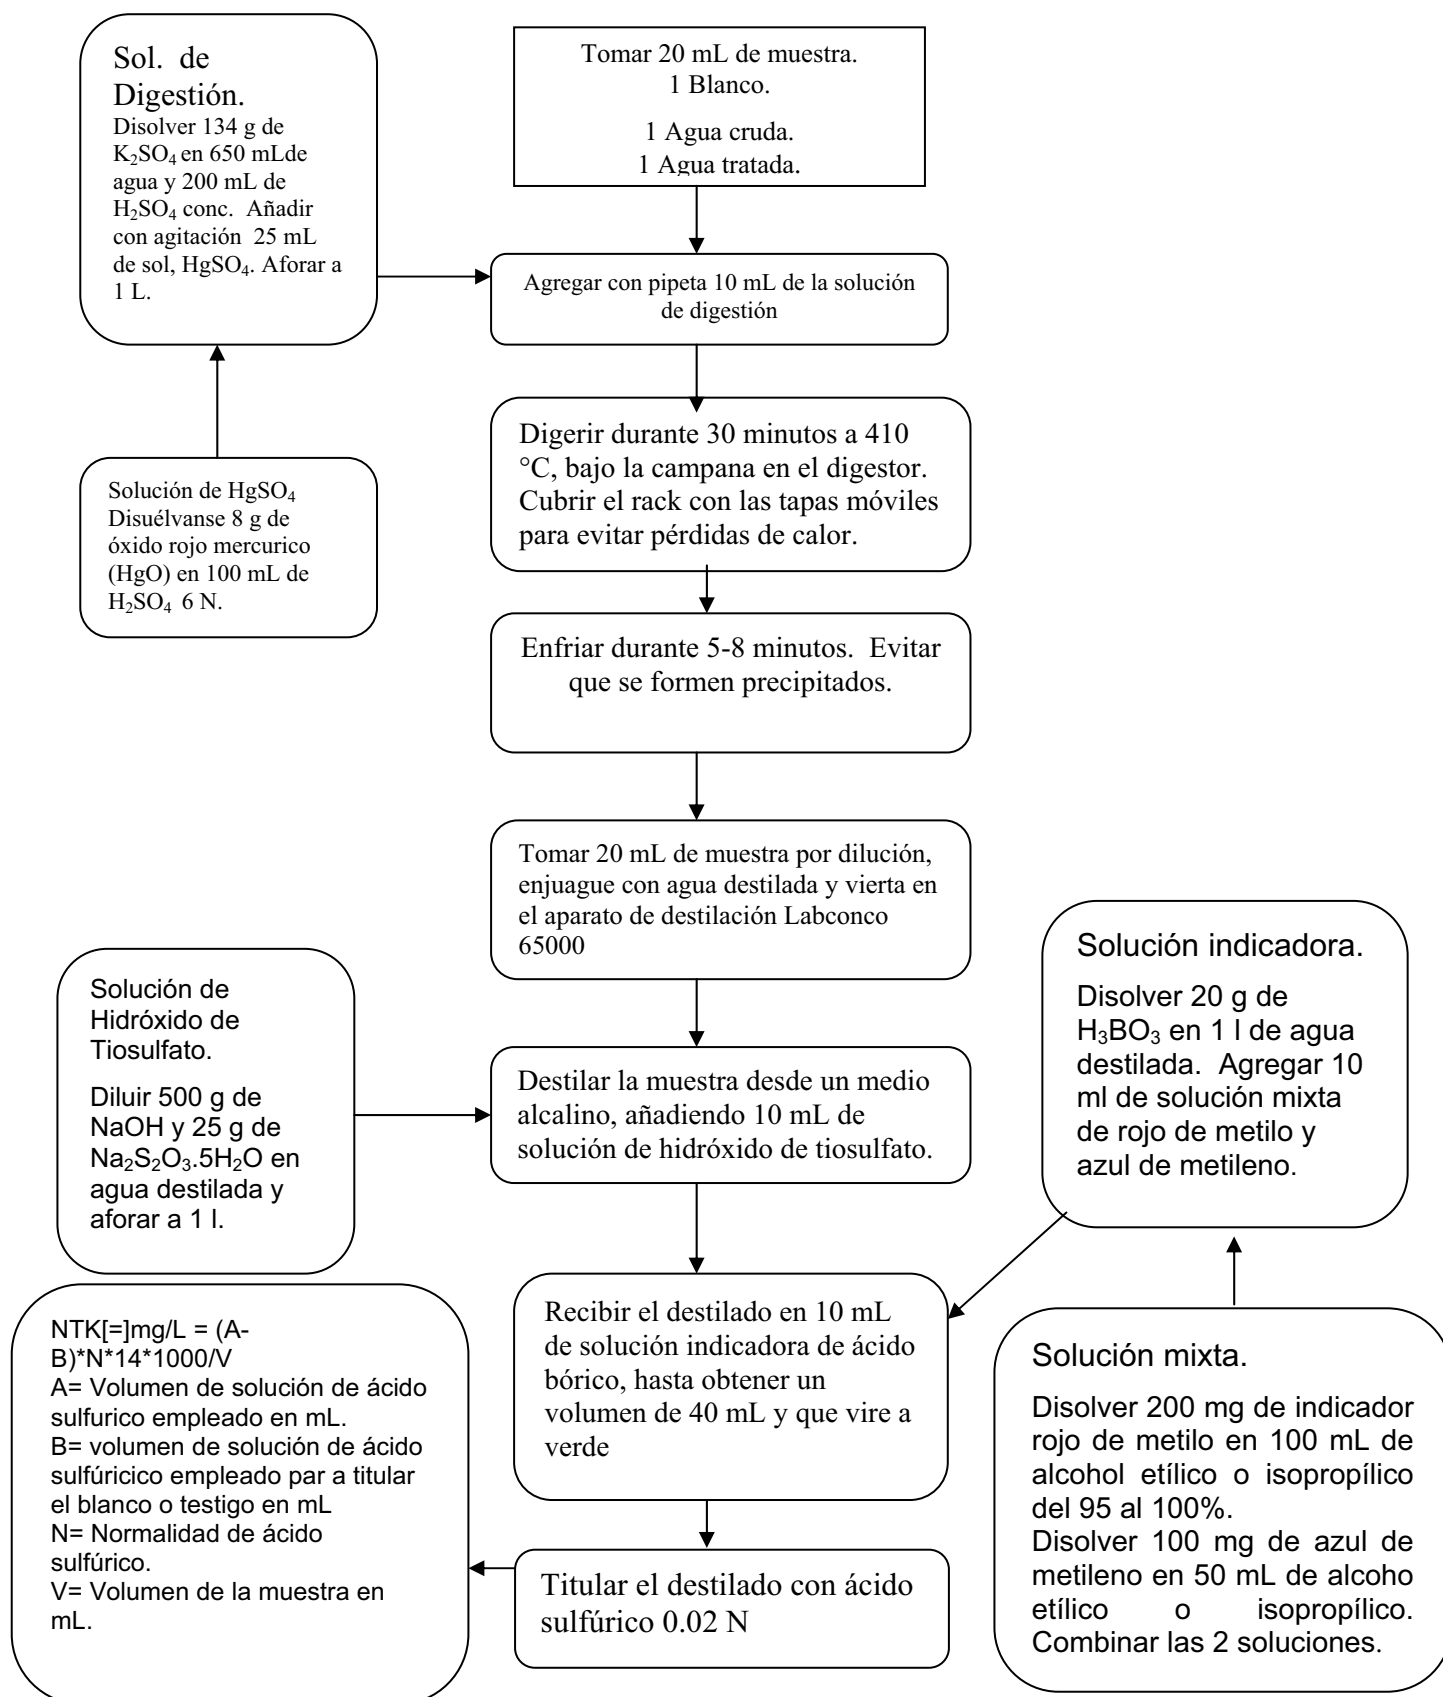 Sol. de
Digestión.
Disolver 134 g de
K₂SO₄ en 650 mLde
agua y 200 mL de
H₂SO₄ conc. Añadir
con agitación 25 mL
de sol, HgSO₄. Aforar a
1 L.
Tomar 20 mL de muestra.
1 Blanco.
1 Agua cruda.
1 Agua tratada.
Agregar con pipeta 10 mL de la solución
de digestión
Solución de HgSO₄
Disuélvanse 8 g de
óxido rojo mercurico
(HgO) en 100 mL de
H₂SO₄ 6 N.
Digerir durante 30 minutos a 410
°C, bajo la campana en el digestor.
Cubrir el rack con las tapas móviles
para evitar pérdidas de calor.
Enfriar durante 5-8 minutos. Evitar
que se formen precipitados.
Tomar 20 mL de muestra por dilución,
enjuague con agua destilada y vierta en
el aparato de destilación Labconco
65000
Solución de
Hidróxido de
Tiosulfato.
Diluir 500 g de
NaOH y 25 g de
Na₂S₂O₃.5H₂O en
agua destilada y
aforar a 1 l.
Destilar la muestra desde un medio
alcalino, añadiendo 10 mL de
solución de hidróxido de tiosulfato.
Solución indicadora.
Disolver 20 g de
H₃BO₃ en 1 l de agua
destilada. Agregar 10
ml de solución mixta
de rojo de metilo y
azul de metileno.
Recibir el destilado en 10 mL
de solución indicadora de ácido
bórico, hasta obtener un
volumen de 40 mL y que vire a
verde
Solución mixta.
Disolver 200 mg de indicador
rojo de metilo en 100 mL de
alcohol etílico o isopropílico
del 95 al 100%.
Disolver 100 mg de azul de
metileno en 50 mL de alcoho
etílico o isopropílico.
Combinar las 2 soluciones.
Titular el destilado con ácido
sulfúrico 0.02 N
NTK[=]mg/L = (A-
B)*N*14*1000/V
A= Volumen de solución de ácido
sulfurico empleado en mL.
B= volumen de solución de ácido
sulfúricico empleado par a titular
el blanco o testigo en mL
N= Normalidad de ácido
sulfúrico.
V= Volumen de la muestra en
mL.